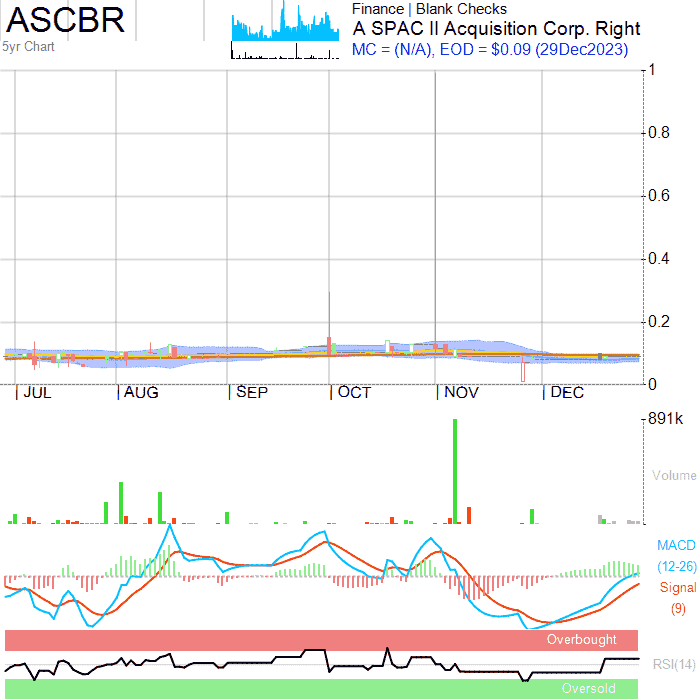 ASCBR
5yr Chart
Finance | Blank Checks
A SPAC II Acquisition Corp. Right
MC = (N/A), EOD = $0.09 (29Dec2023)
1
0.8
0.6
0.4
0.2
0
JUL AUG SEP OCT NOV DEC
891k
Volume
MACD
(12-26)
Signal
(9)
Overbought
RSI(14)
Oversold